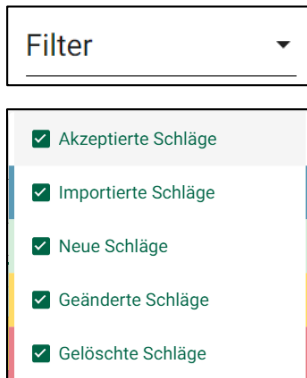 Filter
Akzeptierte Schläge
Importierte Schläge
Neue Schläge
Geänderte Schläge
Gelöschte Schläge